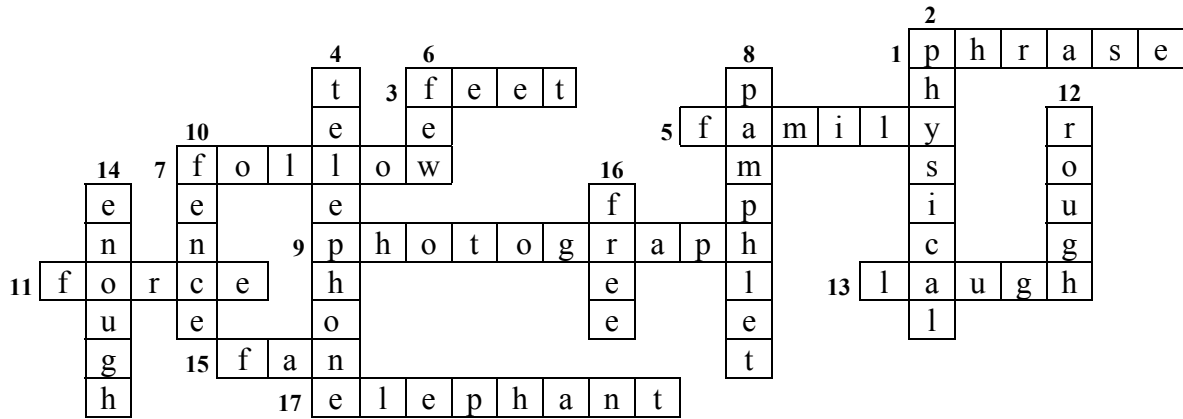 2
4 6 8 1 p h r a s e
t 3 f e e t p h 12
10 e e 5 f a m i l y r
14 7 f o l l o w 16 m s o
e e e f p i u
n n 9 p h o t o g r a p h c g
11 f o r c e h e l 13 l a u g h
u e o e e l
g 15 f a n t
h 17 e l e p h a n t